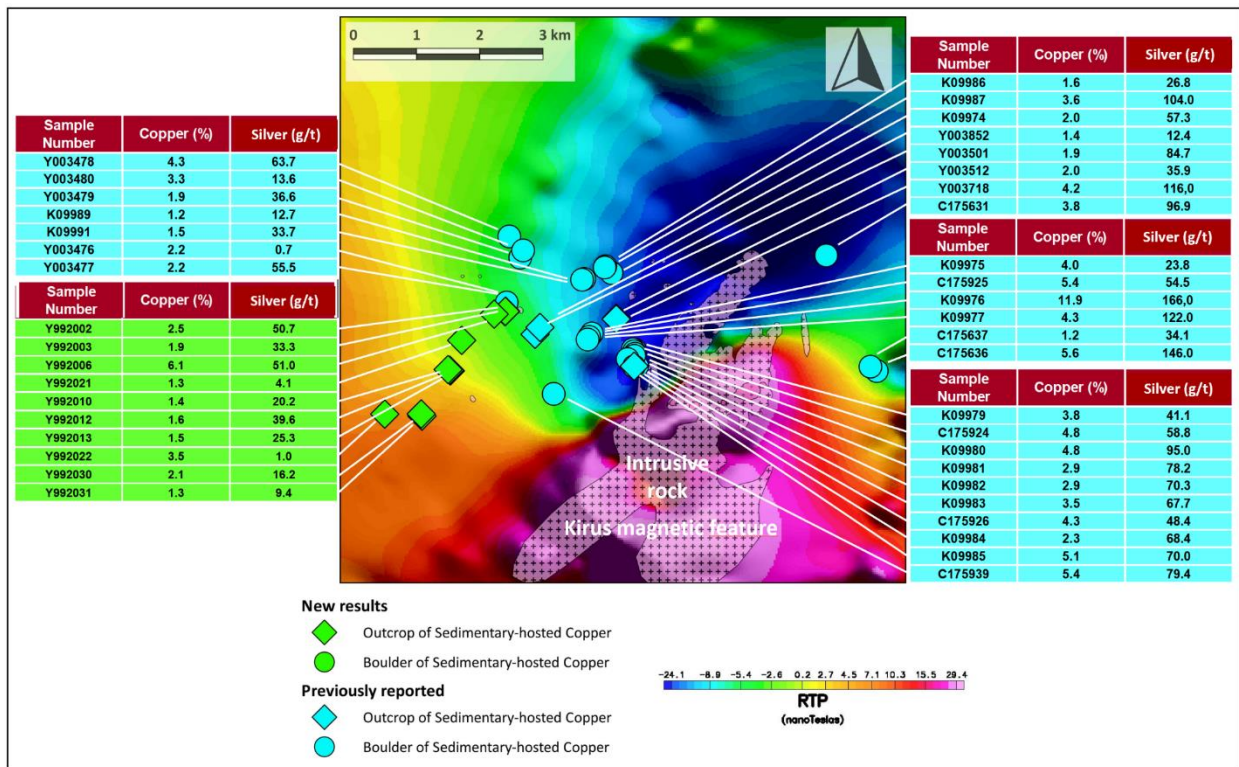 0 1 2 3 km
Sample Number Copper (%) Silver (g/t)
Y003478 4.3 63.7
Y003480 3.3 13.6
Y003479 1.9 36.6
K09989 1.2 12.7
K09991 1.5 33.7
Y003476 2.2 0.7
Y003477 2.2 55.5
Sample Number Copper (%) Silver (g/t)
Y992002 2.5 50.7
Y992003 1.9 33.3
Y992006 6.1 51.0
Y992021 1.3 4.1
Y992010 1.4 20.2
Y992012 1.6 39.6
Y992013 1.5 25.3
Y992022 3.5 1.0
Y992030 2.1 16.2
Y992031 1.3 9.4
Sample Number Copper (%) Silver (g/t)
K09986 1.6 26.8
K09987 3.6 104.0
K09974 2.0 57.3
Y003852 1.4 12.4
Y003501 1.9 84.7
Y003512 2.0 35.9
Y003718 4.2 116,0
C175631 3.8 96.9
Sample Number Copper (%) Silver (g/t)
K09975 4.0 23.8
C175925 5.4 54.5
K09976 11.9 166,0
K09977 4.3 122.0
C175637 1.2 34.1
C175636 5.6 146.0
Sample Number Copper (%) Silver (g/t)
K09979 3.8 41.1
C175924 4.8 58.8
K09980 4.8 95.0
K09981 2.9 78.2
K09982 2.9 70.3
K09983 3.5 67.7
C175926 4.3 48.4
K09984 2.3 68.4
K09985 5.1 70.0
C175939 5.4 79.4
Intrusive
rock
Kirus magnetic feature
New results
Outcrop of Sedimentary-hosted Copper
Boulder of Sedimentary-hosted Copper
Previously reported
Outcrop of Sedimentary-hosted Copper
Boulder of Sedimentary-hosted Copper
-24.1 -8.9 -5.4 -2.6 0.2 2.7 4.5 7.1 10.3 15.5 29.4
RTP
(nanoTeslas)